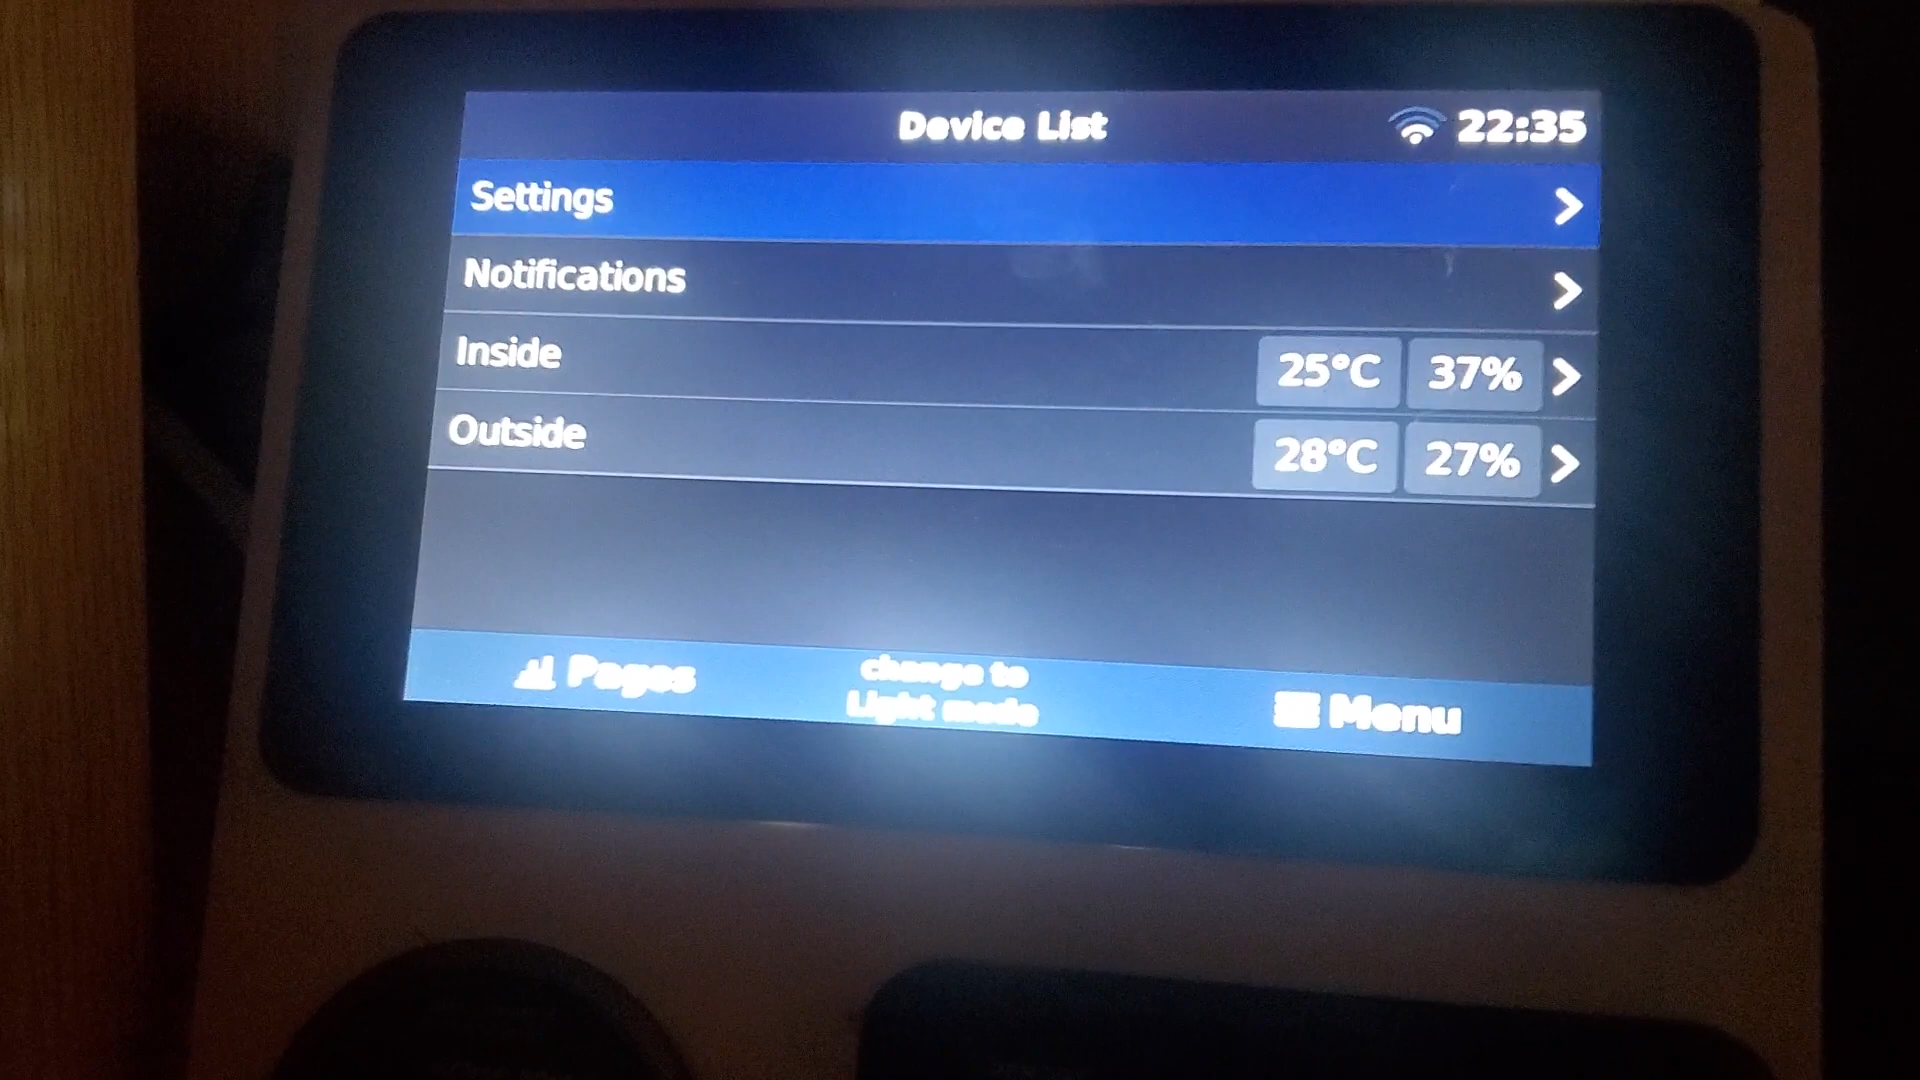 Device List 22:35
Settings
Notifications
Inside 25°C 37%
Outside 28°C 27%
Pages
change to
Light mode
Menu